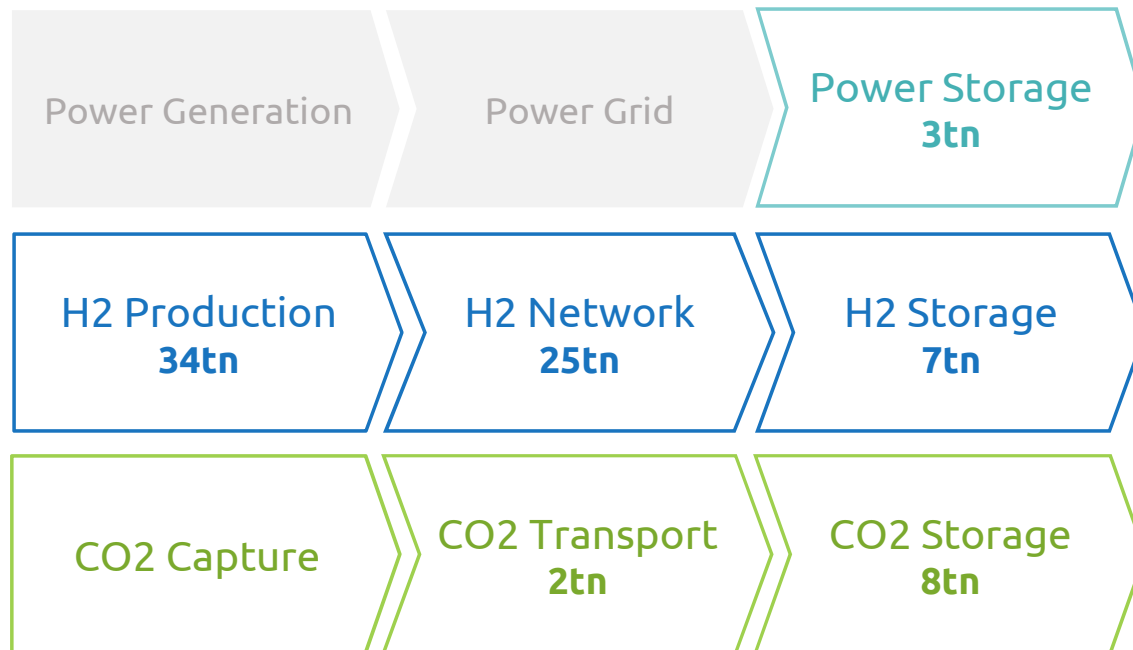 Power Generation
Power Grid
Power Storage
3tn
H2 Production
34tn
H2 Network
25tn
H2 Storage
7tn
CO2 Capture
CO2 Transport
2tn
CO2 Storage
8tn